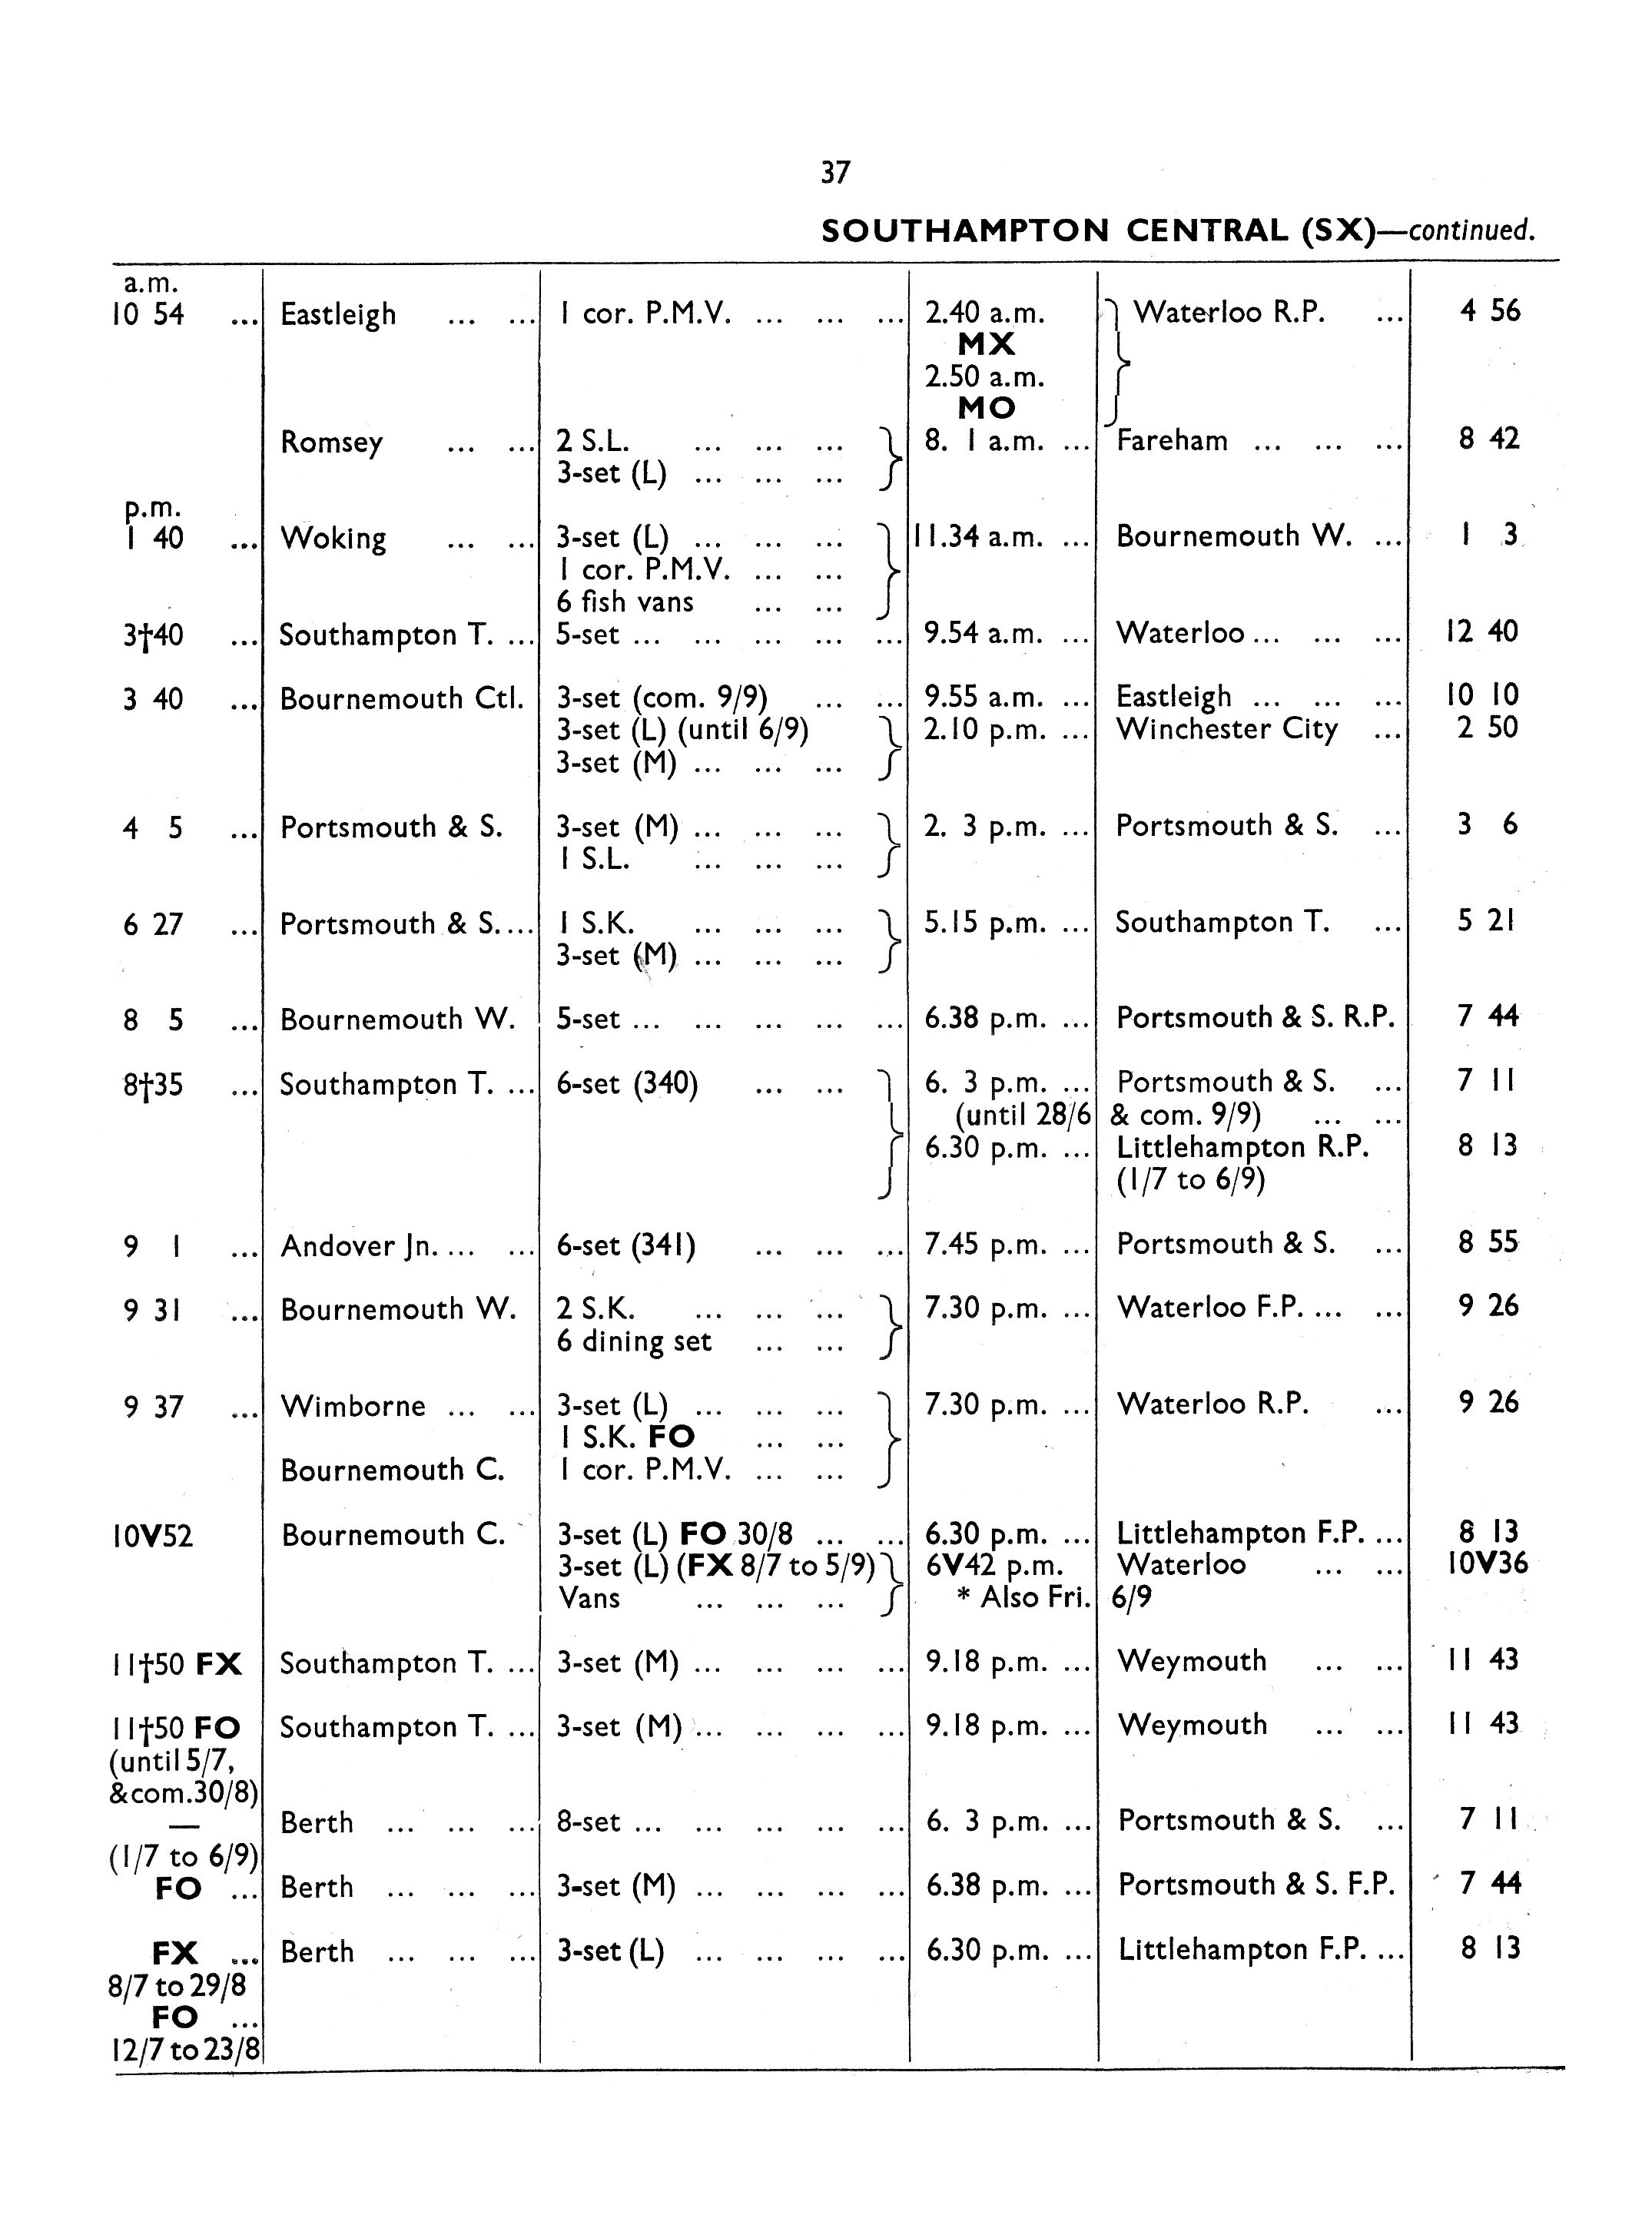 37
SOUTHAMPTON CENTRAL (SX)—continued.
a.m.
10 54 ... Eastleigh ... ... 1 cor. P.M.V. ... ... ... 2.40 a.m. } Waterloo R.P. ... 4 56
MX
2.50 a.m.
MO
Romsey ... ... 2 S.L. ... ... ... } 8. 1 a.m. ... Fareham ... ... ... 8 42
3-set (L) ... ... ...
p.m.
1 40 ... Woking ... ... 3-set (L) ... ... ... } 11.34 a.m. ... Bournemouth W. ... 1 3
1 cor. P.M.V. ... ...
6 fish vans ... ...
3†40 ... Southampton T. ... 5-set ... ... ... ... ... 9.54 a.m. ... Waterloo ... ... ... 12 40
3 40 ... Bournemouth Ctl. 3-set (com. 9/9) ... ... 9.55 a.m. ... Eastleigh ... ... ... 10 10
3-set (L) (until 6/9) } 2.10 p.m. ... Winchester City ... 2 50
3-set (M) ... ... ...
4 5 ... Portsmouth & S. 3-set (M) ... ... ... } 2. 3 p.m. ... Portsmouth & S. ... 3 6
1 S.L. ... ... ...
6 27 ... Portsmouth & S. ... 1 S.K. ... ... ... } 5.15 p.m. ... Southampton T. ... 5 21
3-set (M) ... ... ...
8 5 ... Bournemouth W. 5-set ... ... ... ... ... 6.38 p.m. ... Portsmouth & S. R.P. 7 44
8†35 ... Southampton T. ... 6-set (340) ... ... } 6. 3 p.m. ... Portsmouth & S. ... 7 11
(until 28/6 & com. 9/9) ... ...
6.30 p.m. ... Littlehampton R.P. 8 13
(1/7 to 6/9)
9 1 ... Andover Jn. ... ... 6-set (341) ... ... ... 7.45 p.m. ... Portsmouth & S. ... 8 55
9 31 ... Bournemouth W. 2 S.K. ... ... ... } 7.30 p.m. ... Waterloo F.P. ... ... 9 26
6 dining set ... ...
9 37 ... Wimborne ... ... 3-set (L) ... ... ... } 7.30 p.m. ... Waterloo R.P. ... 9 26
1 S.K. FO ... ...
Bournemouth C. 1 cor. P.M.V. ... ...
10V52 Bournemouth C. 3-set (L) FO 30/8 ... ... 6.30 p.m. ... Littlehampton F.P. ... 8 13
3-set (L) (FX 8/7 to 5/9) } 6V42 p.m. Waterloo ... ... 10V36
Vans ... ... ... * Also Fri. 6/9
11†50 FX Southampton T. ... 3-set (M) ... ... ... ... 9.18 p.m. ... Weymouth ... ... 11 43
11†50 FO Southampton T. ... 3-set (M) ... ... ... ... 9.18 p.m. ... Weymouth ... ... 11 43
(until 5/7,
&com.30/8)
— Berth ... ... ... 8-set ... ... ... ... ... 6. 3 p.m. ... Portsmouth & S. ... 7 11
(1/7 to 6/9)
FO ... Berth ... ... ... 3-set (M) ... ... ... ... 6.38 p.m. ... Portsmouth & S. F.P. 7 44
FX ... Berth ... ... ... 3-set (L) ... ... ... ... 6.30 p.m. ... Littlehampton F.P. ... 8 13
8/7 to 29/8
FO ...
12/7 to 23/8